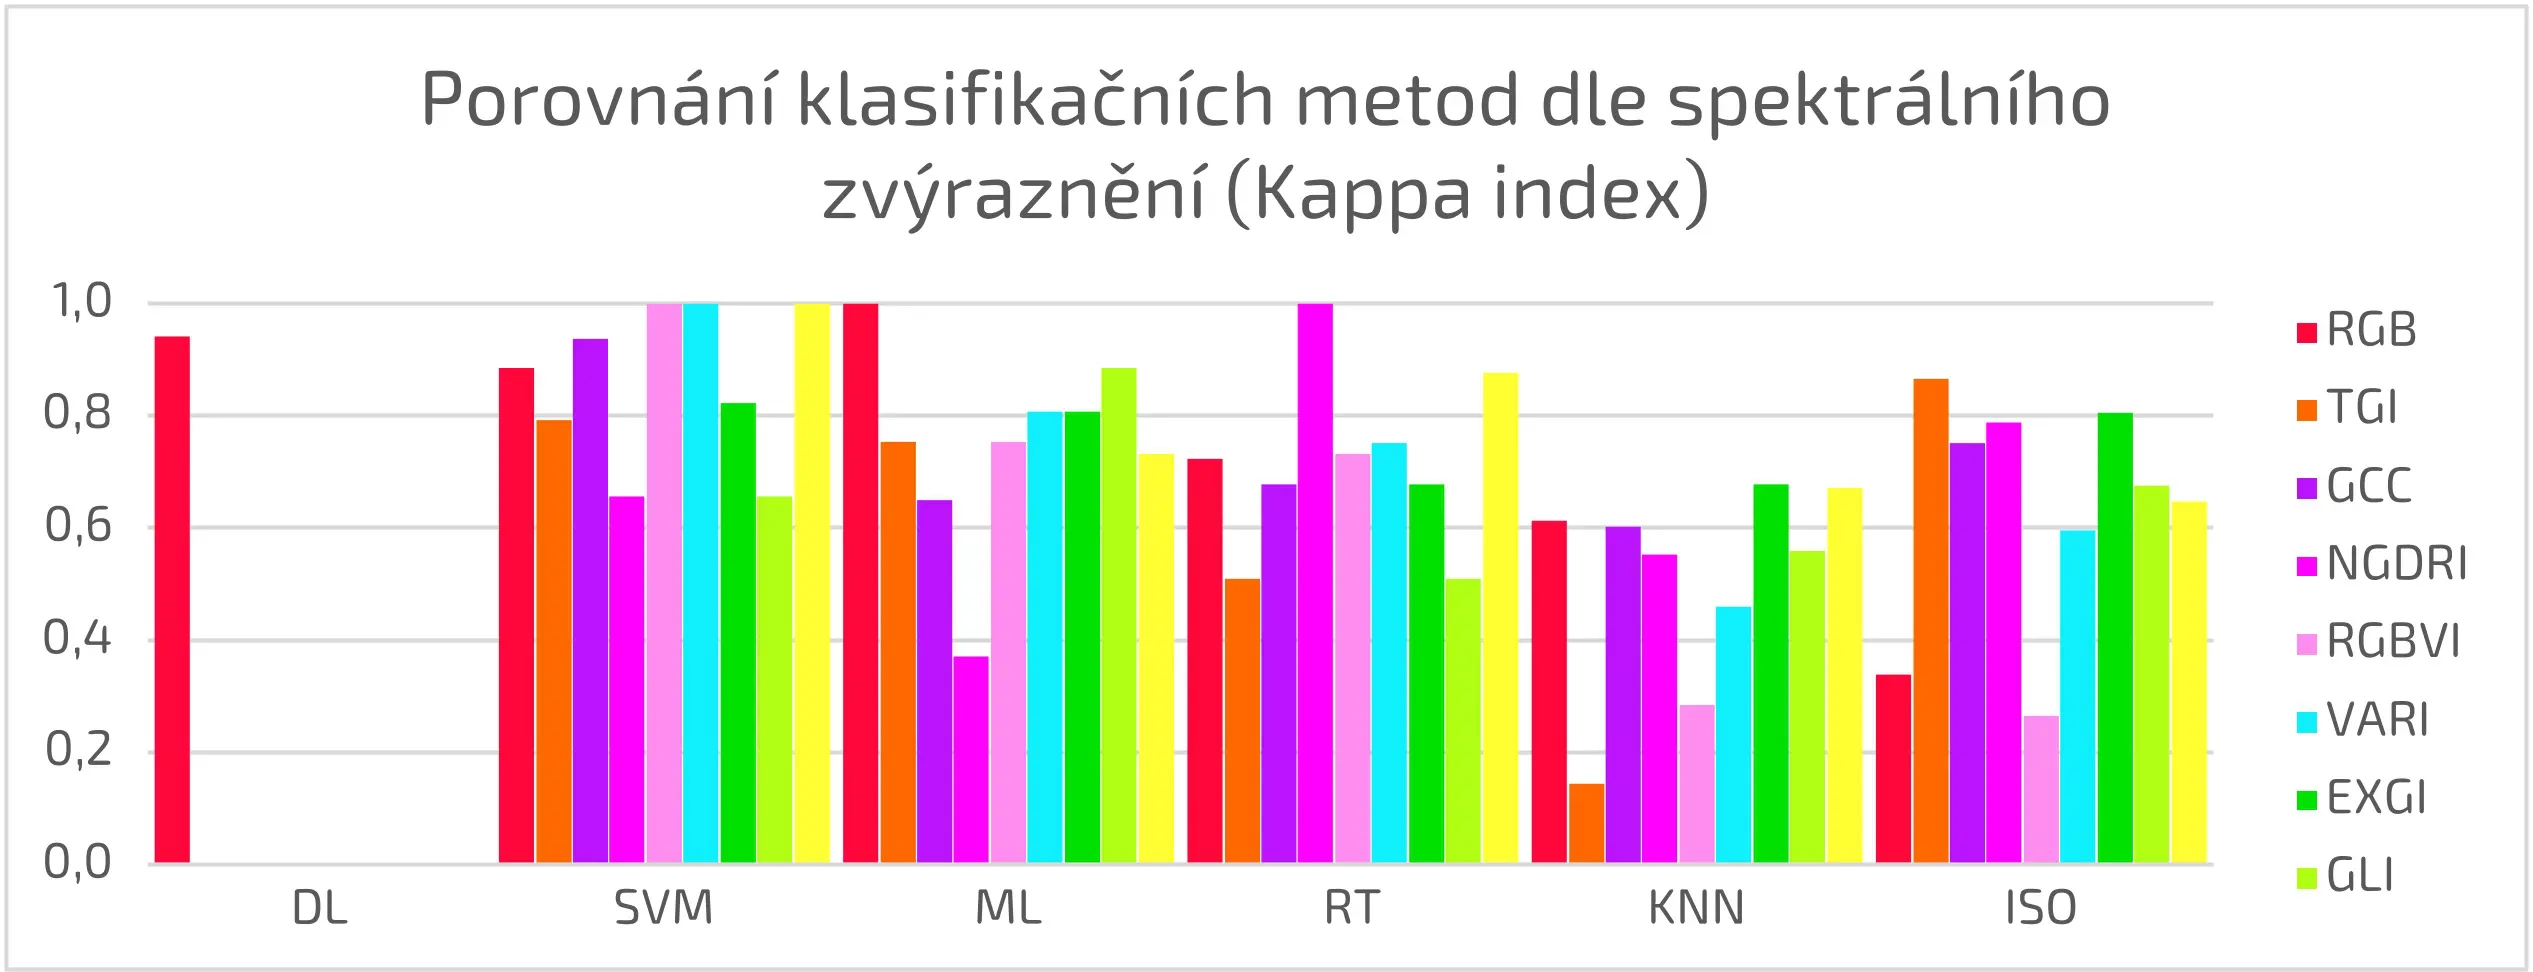 Porovnání klasifikačních metod dle spektrálního
zvýraznění (Kappa index)
1,0
0,8
0,6
0,4
0,2
0,0
DL SVM ML RT KNN ISO
RGB
TGI
GCC
NGDRI
RGBVI
VARI
EXGI
GLI